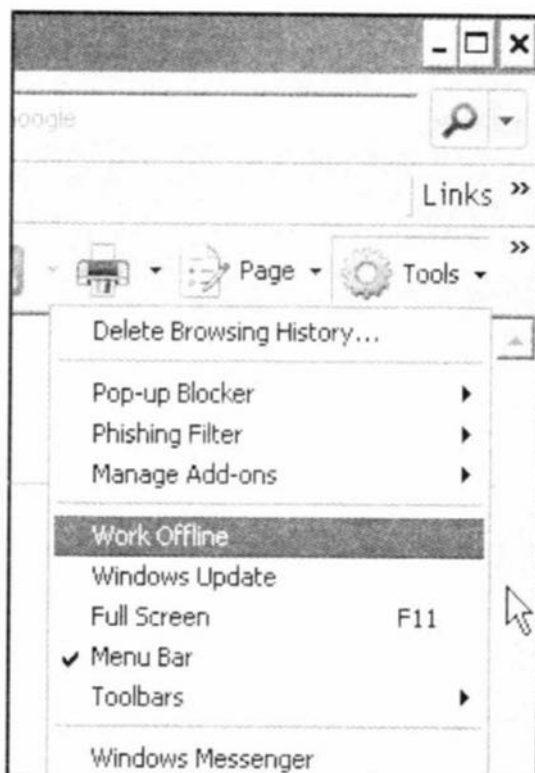 oogle
Links »
»
Page Tools
Delete Browsing History...
Pop-up Blocker
Phishing Filter
Manage Add-ons
Work Offline
Windows Update
Full Screen F11
Menu Bar
Toolbars
Windows Messenger